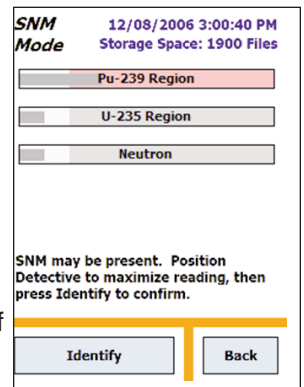 SNM 12/08/2006 3:00:40 PM
Mode Storage Space: 1900 Files
Pu-239 Region
U-235 Region
Neutron
SNM may be present. Position
Detective to maximize reading, then
press Identify to confirm.
f
Identify Back